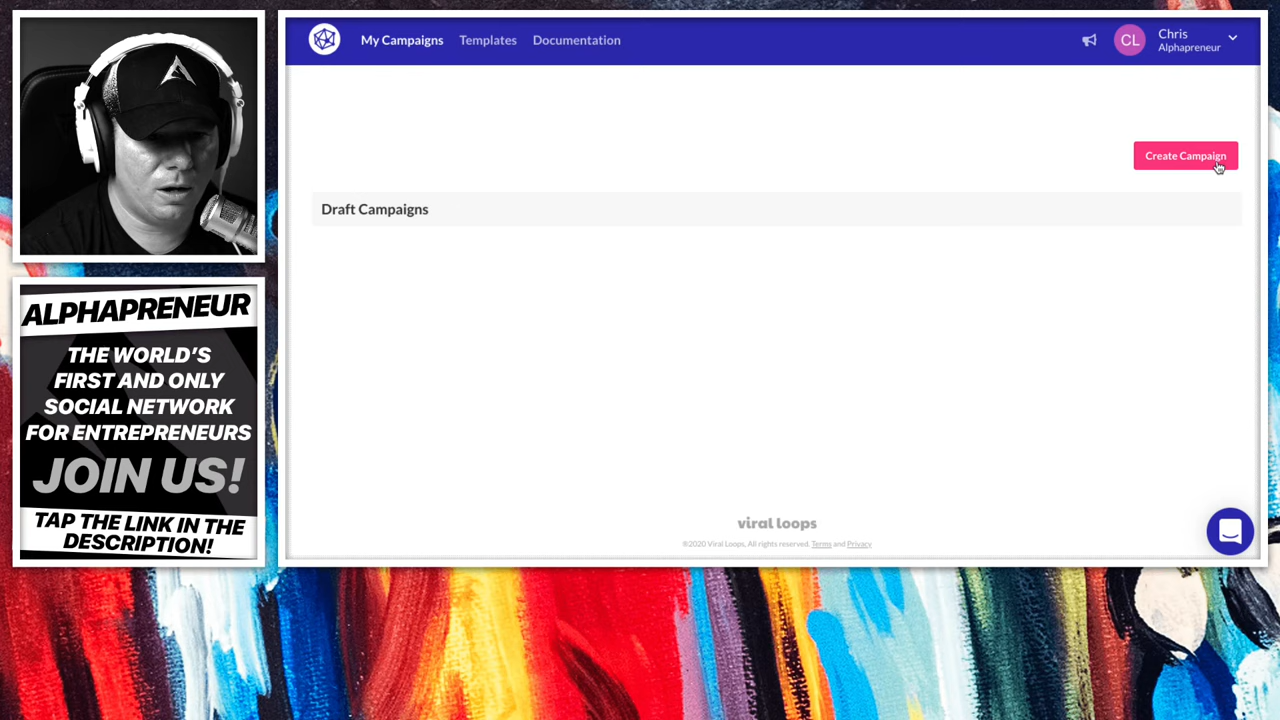 ALPHAPRENEUR
THE WORLD'S
FIRST AND ONLY
SOCIAL NETWORK
FOR ENTREPRENEURS
JOIN US!
TAP THE LINK IN THE
DESCRIPTION!
My Campaigns Templates Documentation
CL Chris
Alphapreneur
Create Campaign
Draft Campaigns
viral loops
©2020 Viral Loops, All rights reserved. Terms and Privacy